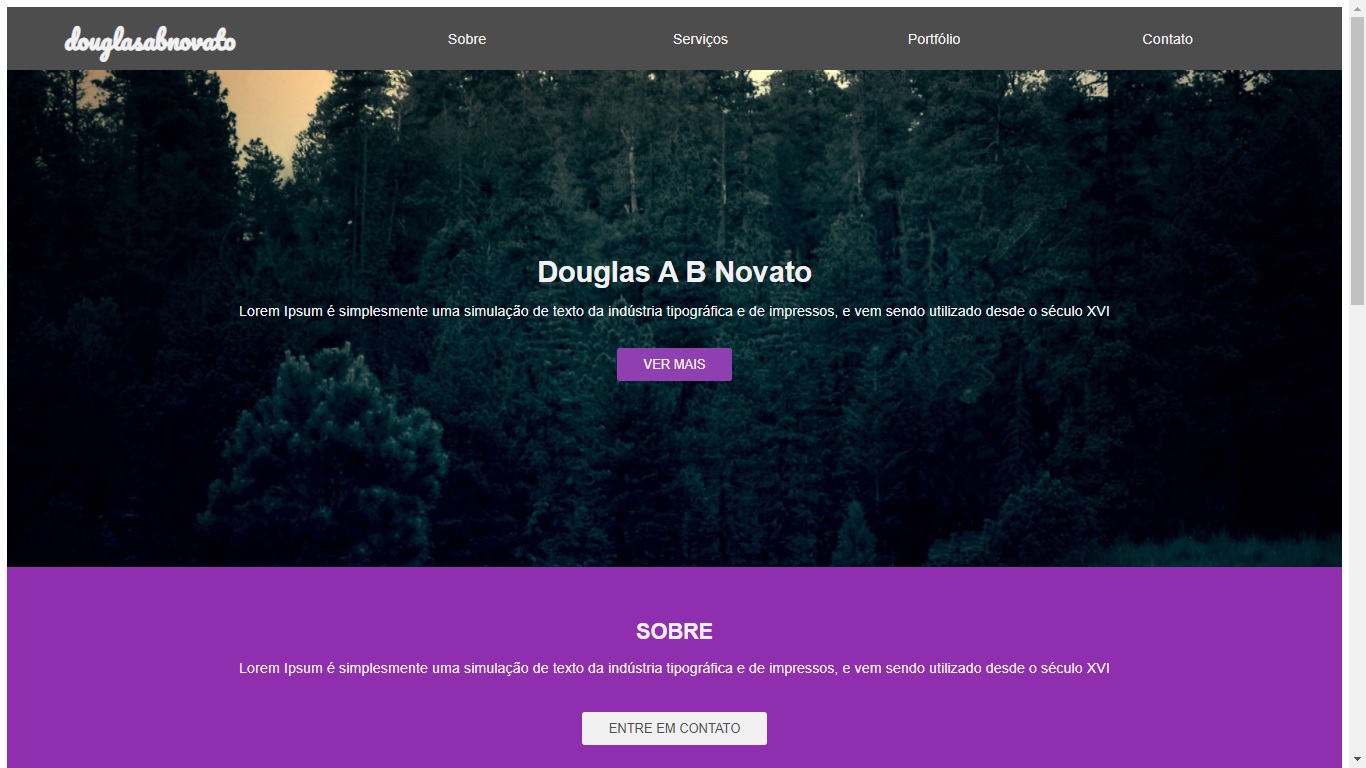 douglasabnovato
Sobre
Serviços
Portfólio
Contato
Douglas A B Novato
Lorem Ipsum é simplesmente uma simulação de texto da indústria tipográfica e de impressos, e vem sendo utilizado desde o século XVI
VER MAIS
SOBRE
Lorem Ipsum é simplesmente uma simulação de texto da indústria tipográfica e de impressos, e vem sendo utilizado desde o século XVI
ENTRE EM CONTATO